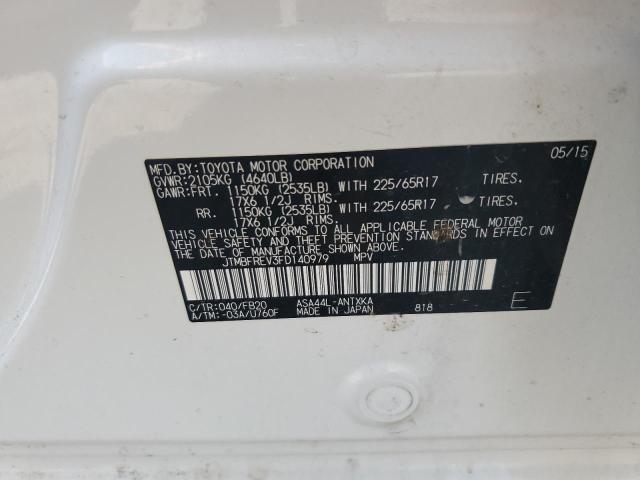 MFD. BY: TOYOTA MOTOR CORPORATION 05/15
GVWR: 2105KG (4640LB)
GAWR: FRT. 1150KG (2535LB) WITH 225/65R17 TIRES.
17X6 1/2J RIMS.
RR. 1150KG (2535LB) WITH 225/65R17 TIRES.
17X6 1/2J RIMS.
THIS VEHICLE CONFORMS TO ALL APPLICABLE FEDERAL MOTOR
VEHICLE SAFETY AND THEFT PREVENTION STANDARDS IN EFFECT ON
THE DATE OF MANUFACTURE SHOWN ABOVE.
JTMBFREV3FD140979 MPV
C/TR: 040/FB20 ASA44L-ANTXKA
A/TM: -03A/U760F MADE IN JAPAN 818 E